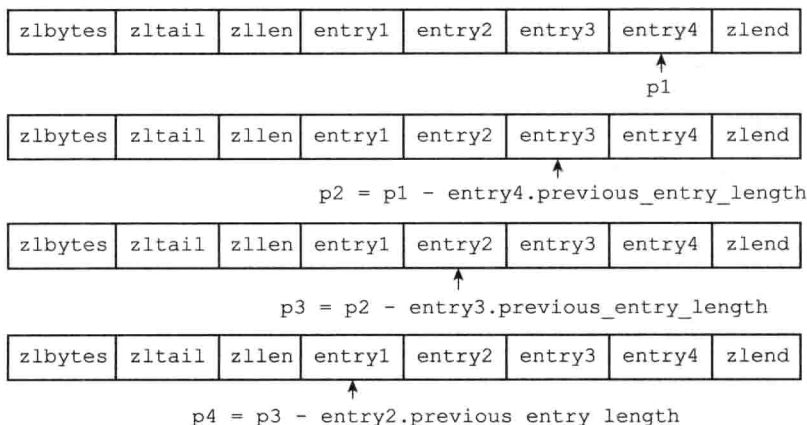 zlbytes zltail zllen entry1 entry2 entry3 entry4 zlend
p1
zlbytes zltail zllen entry1 entry2 entry3 entry4 zlend
p2 = p1 - entry4.previous_entry_length
zlbytes zltail zllen entry1 entry2 entry3 entry4 zlend
p3 = p2 - entry3.previous_entry_length
zlbytes zltail zllen entry1 entry2 entry3 entry4 zlend
p4 = p3 - entry2.previous entry length